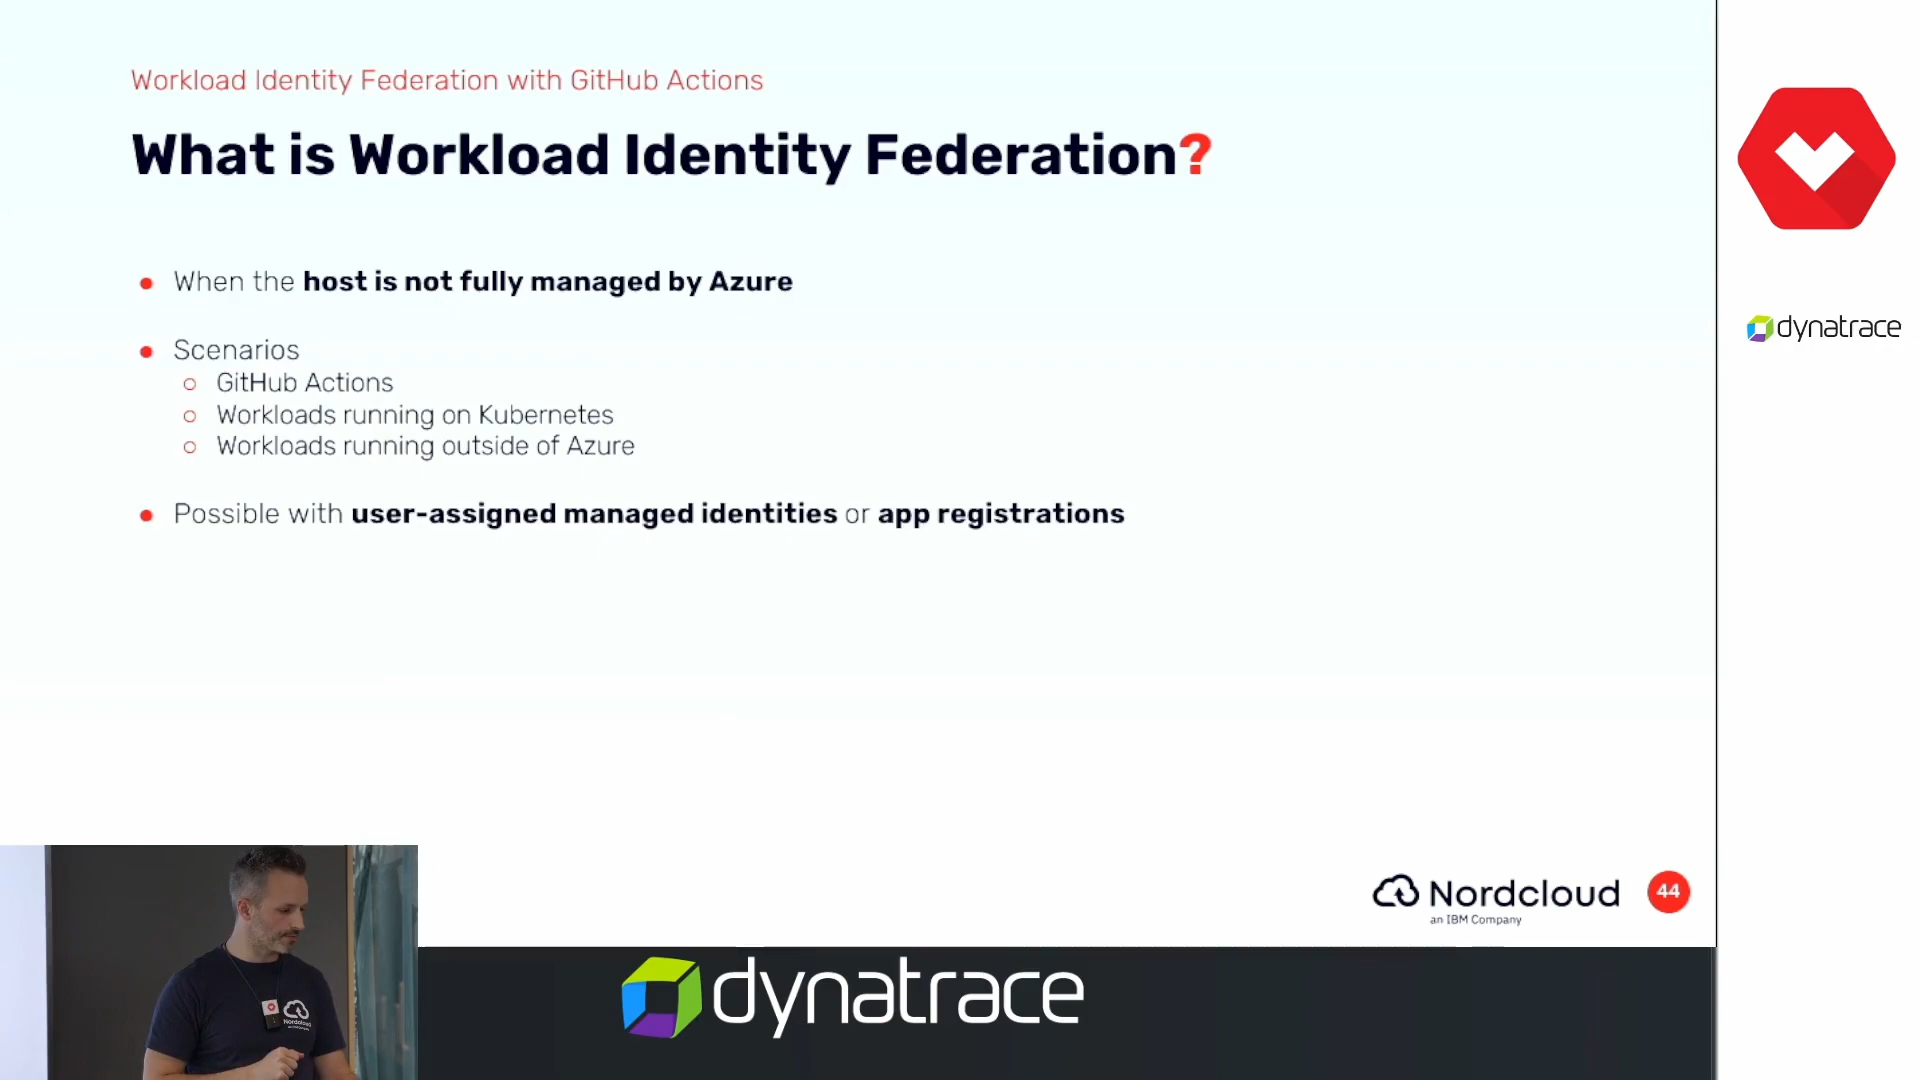 Workload Identity Federation with GitHub Actions
What is Workload Identity Federation?
When the host is not fully managed by Azure
Scenarios
GitHub Actions
Workloads running on Kubernetes
Workloads running outside of Azure
Possible with user-assigned managed identities or app registrations
dynatrace
Nordcloud
an IBM Company
44
dynatrace
Nordcloud